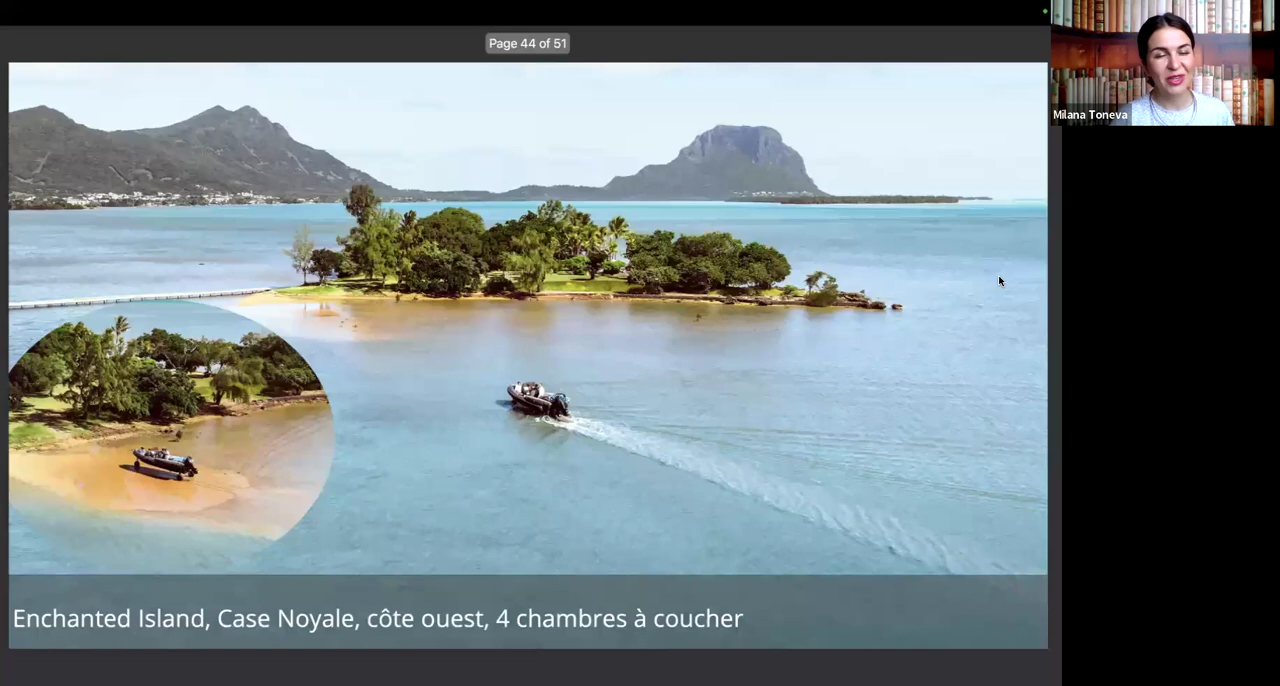 Page 44 of 51
Milana Toneva
Enchanted Island, Case Noyale, côte ouest, 4 chambres à coucher